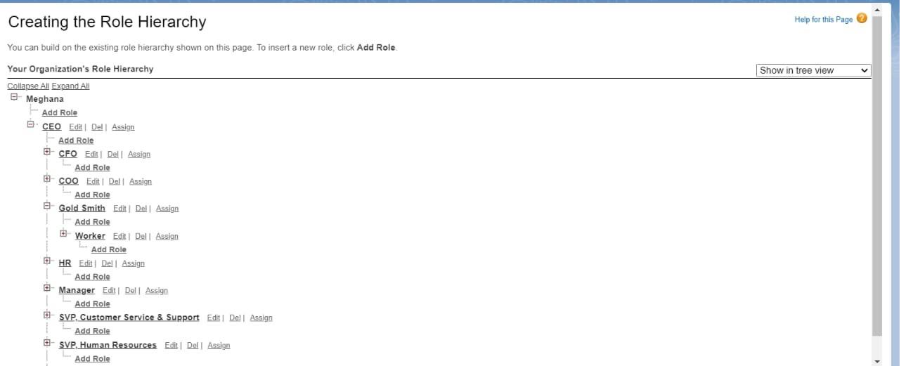 Creating the Role Hierarchy
Help for this Page
You can build on the existing role hierarchy shown on this page. To insert a new role, click Add Role.
Your Organization's Role Hierarchy
Show in tree view
Collapse All Expand All
Meghana
Add Role
CEO Edit | Del | Assign
Add Role
CFO Edit | Del | Assign
Add Role
COO Edit | Del | Assign
Add Role
Gold Smith Edit | Del | Assign
Add Role
Worker Edit | Del | Assign
Add Role
HR Edit | Del | Assign
Add Role
Manager Edit | Del | Assign
Add Role
SVP, Customer Service & Support Edit | Del | Assign
Add Role
SVP, Human Resources Edit | Del | Assign
Add Role